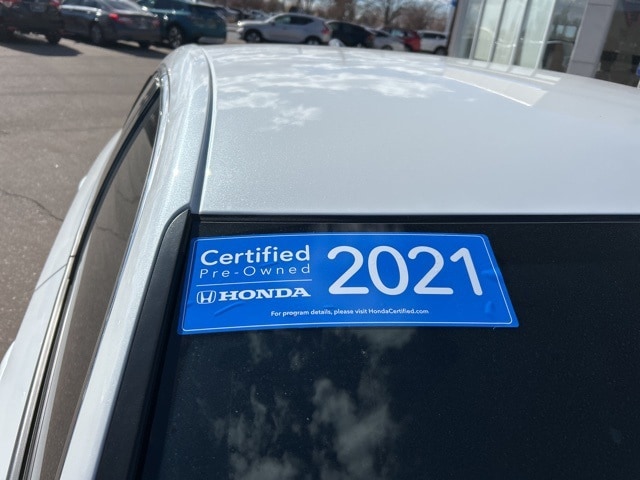 Certified
Pre-Owned
HONDA
2021
For program details, please visit HondaCertified.com